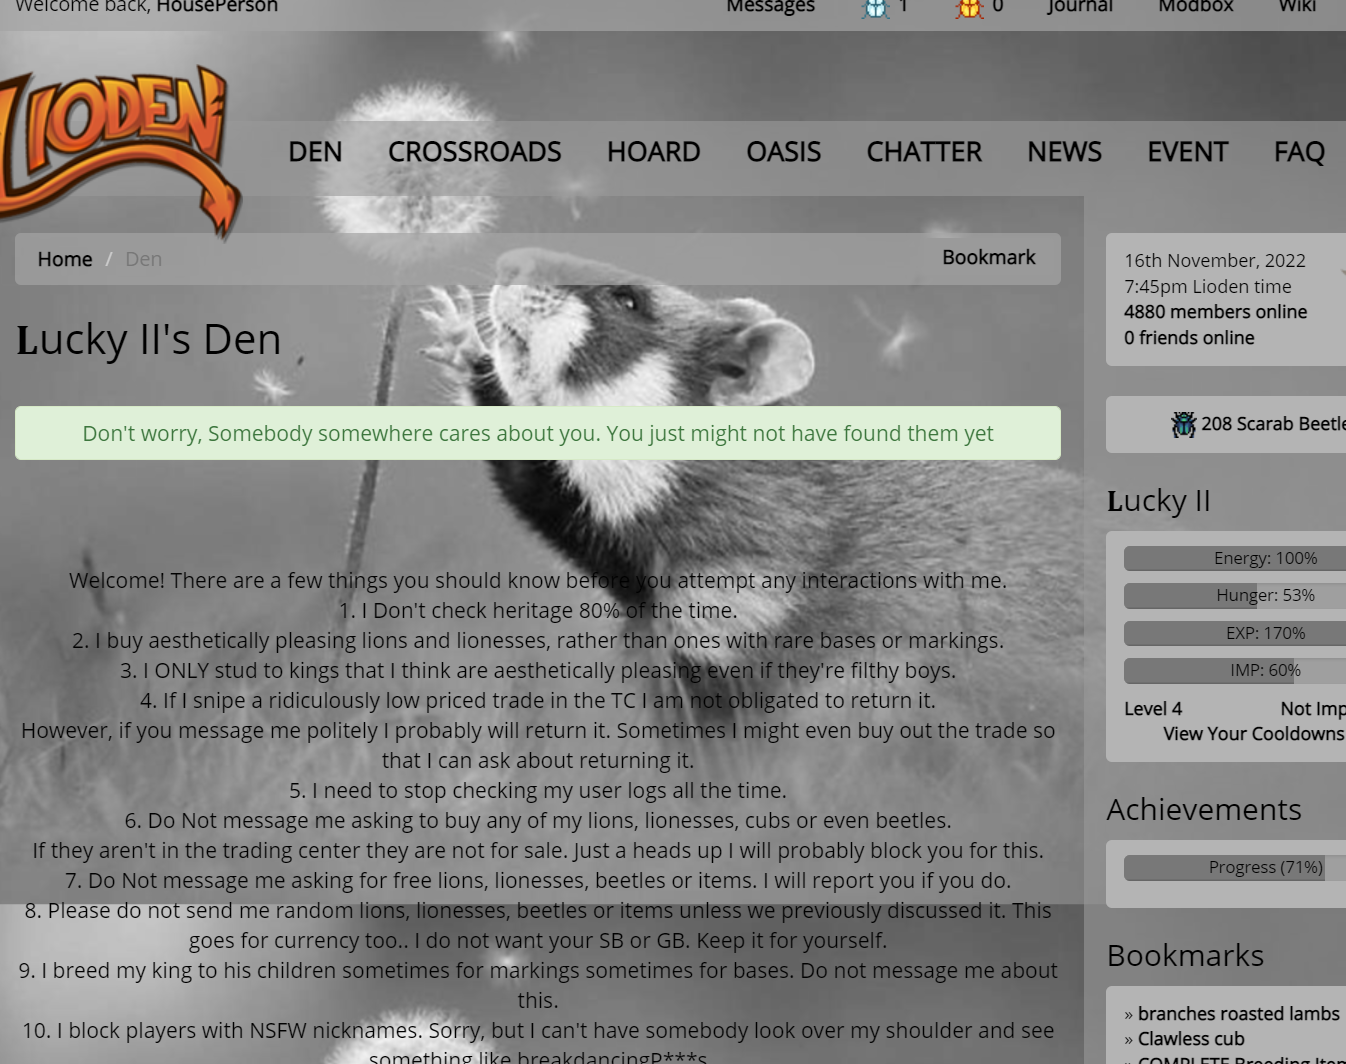 Welcome back, HousePerson
Messages
1
0
Journal
Modbox
Wiki
LIODEN
DEN
CROSSROADS
HOARD
OASIS
CHATTER
NEWS
EVENT
FAQ
Home / Den
Bookmark
Lucky II's Den
Don't worry, Somebody somewhere cares about you. You just might not have found them yet
Welcome! There are a few things you should know before you attempt any interactions with me.
1. I Don't check heritage 80% of the time.
2. I buy aesthetically pleasing lions and lionesses, rather than ones with rare bases or markings.
3. I ONLY stud to kings that I think are aesthetically pleasing even if they're filthy boys.
4. If I snipe a ridiculously low priced trade in the TC I am not obligated to return it.
However, if you message me politely I probably will return it. Sometimes I might even buy out the trade so
that I can ask about returning it.
5. I need to stop checking my user logs all the time.
6. Do Not message me asking to buy any of my lions, lionesses, cubs or even beetles.
If they aren't in the trading center they are not for sale. Just a heads up I will probably block you for this.
7. Do Not message me asking for free lions, lionesses, beetles or items. I will report you if you do.
8. Please do not send me random lions, lionesses, beetles or items unless we previously discussed it. This
goes for currency too.. I do not want your SB or GB. Keep it for yourself.
9. I breed my king to his children sometimes for markings sometimes for bases. Do not message me about
this.
10. I block players with NSFW nicknames. Sorry, but I can't have somebody look over my shoulder and see
something like breakdancingP***s
16th November, 2022
7:45pm Lioden time
4880 members online
0 friends online
208 Scarab Beetle
Lucky II
Energy: 100%
Hunger: 53%
EXP: 170%
IMP: 60%
Level 4
Not Imp
View Your Cooldowns
Achievements
Progress (71%)
Bookmarks
» branches roasted lambs
» Clawless cub
» COMPLETE Breeding Item